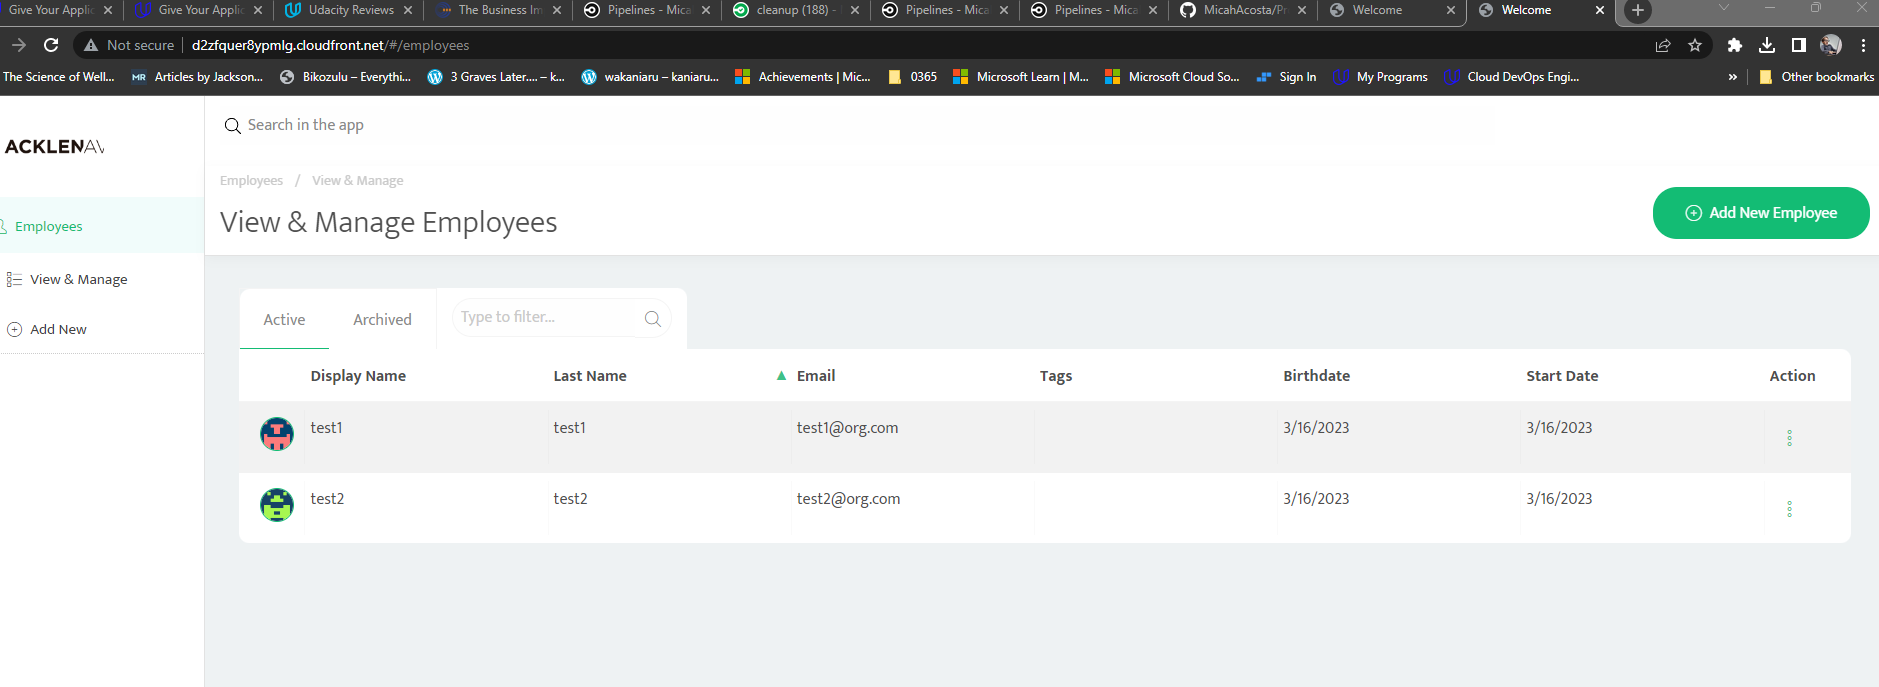 Give Your Applic
Give Your Applic
Udacity Reviews
The Business Im
Pipelines - Mica
cleanup (188) -
Pipelines - Mica
Pipelines - Mica
MicahAcosta/Pr
Welcome
Welcome
Not secure
d2zfquer8ypmlg.cloudfront.net/#/employees
The Science of Well...
MR Articles by Jackson...
Bikozulu – Everythi...
3 Graves Later.... – k...
wakaniaru – kaniaru...
Achievements | Mic...
0365
Microsoft Learn | M...
Microsoft Cloud So...
Sign In
My Programs
Cloud DevOps Engi...
»
Other bookmarks
ACKLENAV
Search in the app
Employees / View & Manage
View & Manage Employees
Add New Employee
Employees
View & Manage
Add New
Active
Archived
Type to filter...
Display Name Last Name Email Tags Birthdate Start Date Action
test1 test1 test1@org.com 3/16/2023 3/16/2023
test2 test2 test2@org.com 3/16/2023 3/16/2023